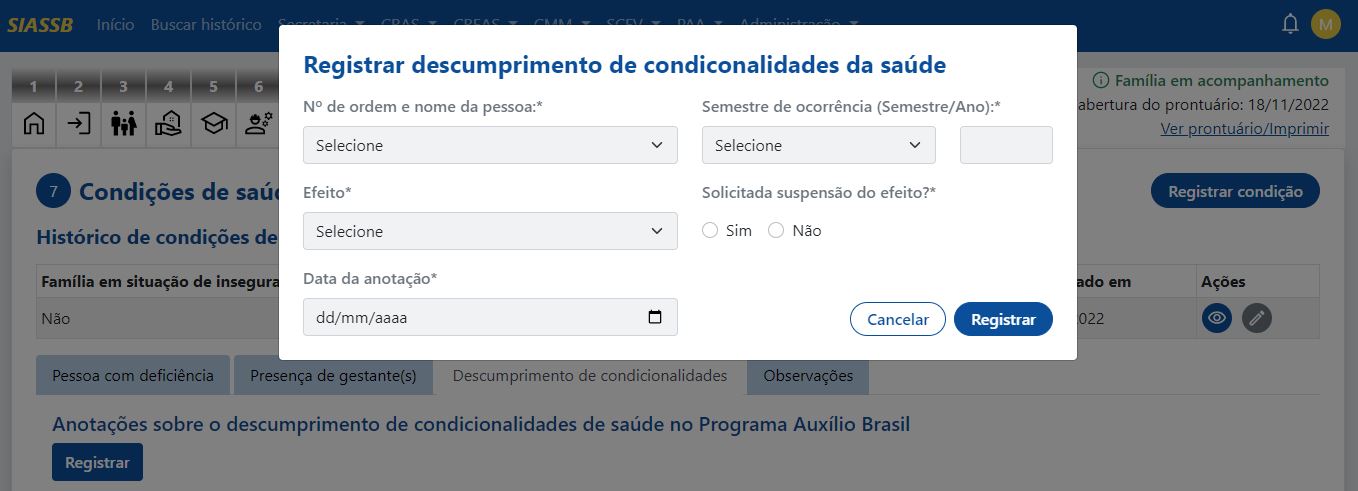 SIASSB Início Buscar histórico Secretaria CRAS CREAS CMM SCFV PAA Administração M
Registrar descumprimento de condiconalidades da saúde
1 2 3 4 5 6
Família em acompanhamento
abertura do prontuário: 18/11/2022
Ver prontuário/Imprimir
Nº de ordem e nome da pessoa:* Semestre de ocorrência (Semestre/Ano):*
Selecione Selecione
7 Condições de saú Registrar condição
Efeito* Solicitada suspensão do efeito?*
Selecione Sim Não
Histórico de condições de
Data da anotação*
Família em situação de insegura ado em Ações
dd/mm/aaaa Cancelar Registrar
Não 2022
Pessoa com deficiência Presença de gestante(s) Descumprimento de condicionalidades Observações
Anotações sobre o descumprimento de condicionalidades de saúde no Programa Auxílio Brasil
Registrar